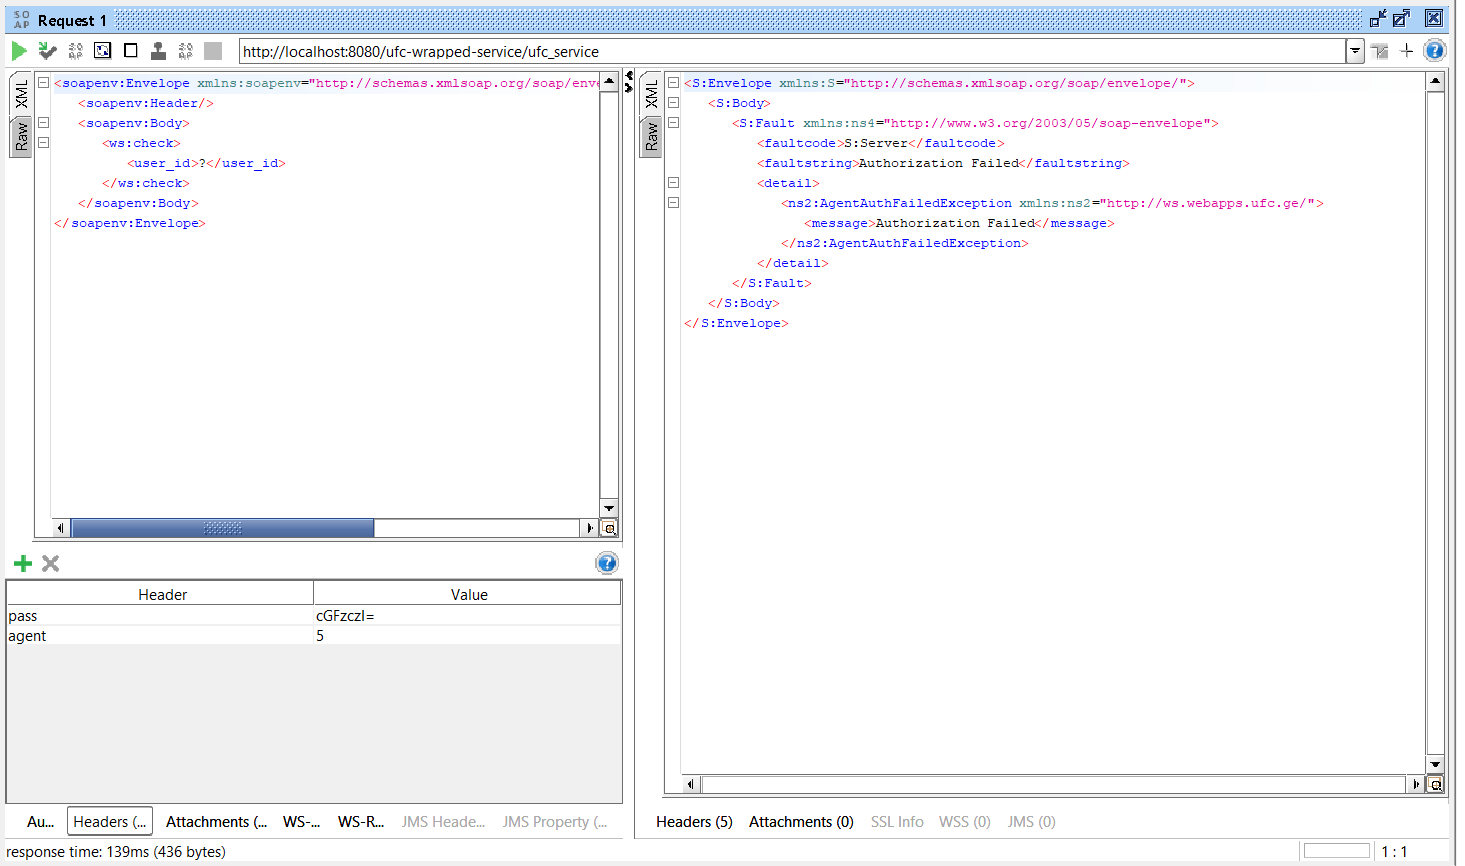 SO
AP
Request 1
http://localhost:8080/ufc-wrapped-service/ufc_service
XML
Raw
<soapenv:Envelope xmlns:soapenv="http://schemas.xmlsoap.org/soap/enve
<soapenv:Header/>
<soapenv:Body>
<ws:check>
<user_id>?</user_id>
</ws:check>
</soapenv:Body>
</soapenv:Envelope>
Header Value
pass cGFzczI=
agent 5
Au... Headers (... Attachments (... WS-... WS-R... JMS Heade... JMS Property (...
XML
Raw
<S:Envelope xmlns:S="http://schemas.xmlsoap.org/soap/envelope/">
<S:Body>
<S:Fault xmlns:ns4="http://www.w3.org/2003/05/soap-envelope">
<faultcode>S:Server</faultcode>
<faultstring>Authorization Failed</faultstring>
<detail>
<ns2:AgentAuthFailedException xmlns:ns2="http://ws.webapps.ufc.ge/">
<message>Authorization Failed</message>
</ns2:AgentAuthFailedException>
</detail>
</S:Fault>
</S:Body>
</S:Envelope>
Headers (5) Attachments (0) SSL Info WSS (0) JMS (0)
response time: 139ms (436 bytes)
1 : 1